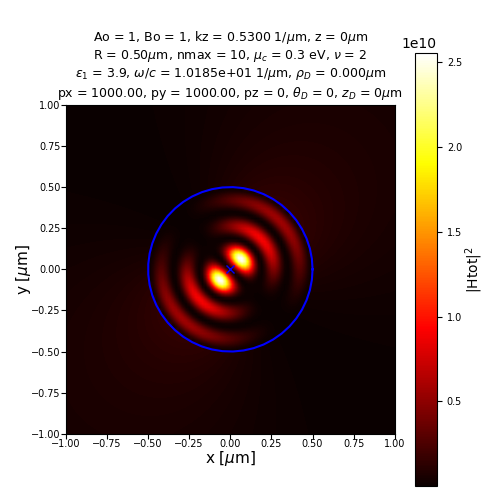 Ao = 1, Bo = 1, kz = 0.5300 1/μm, z = 0μm
R = 0.50μm, nmax = 10, μc = 0.3 eV, ν = 2
ε1 = 3.9, ω/c = 1.0185e+01 1/μm, ρD = 0.000μm
px = 1000.00, py = 1000.00, pz = 0, θD = 0, zD = 0μm
1e10
1.00
0.75
0.50
0.25
0.00
−0.25
−0.50
−0.75
−1.00
y [μm]
−1.00 −0.75 −0.50 −0.25 0.00 0.25 0.50 0.75 1.00
x [μm]
2.5
2.0
1.5
1.0
0.5
|Htot|²